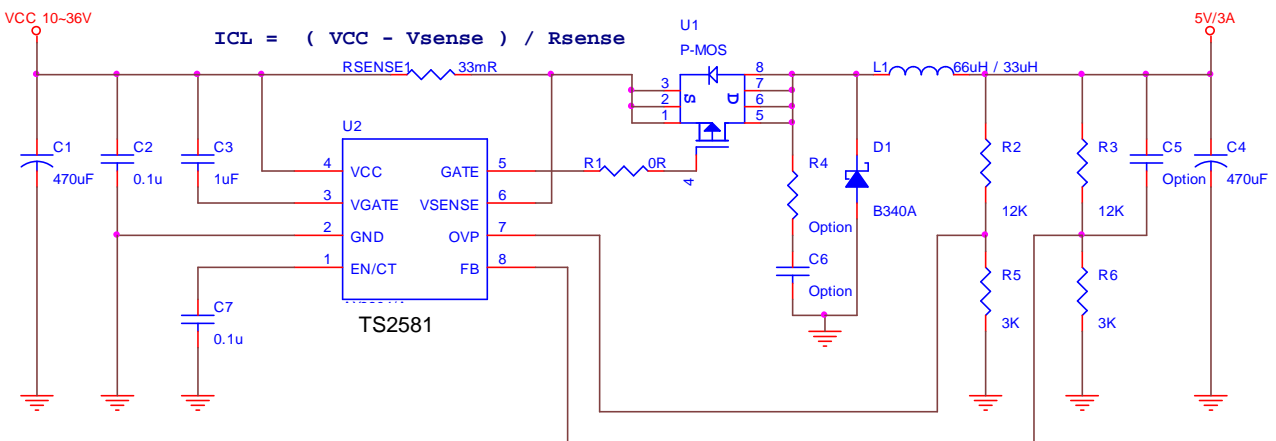 VCC 10~36V
5V/3A
ICL = ( VCC - Vsense ) / Rsense
U1
P-MOS
RSENSE1 33mR
L1 66uH / 33uH
3
2
1
S
D
8
7
6
5
4
U2
C1
470uF
C2
0.1u
C3
1uF
4 VCC
3 VGATE
2 GND
1 EN/CT
GATE 5
VSENSE 6
OVP 7
FB 8
TS2581
R1 0R
R4
Option
C6
Option
D1
B340A
R2
12K
R3
12K
C5
Option
C4
470uF
R5
3K
R6
3K
C7
0.1u